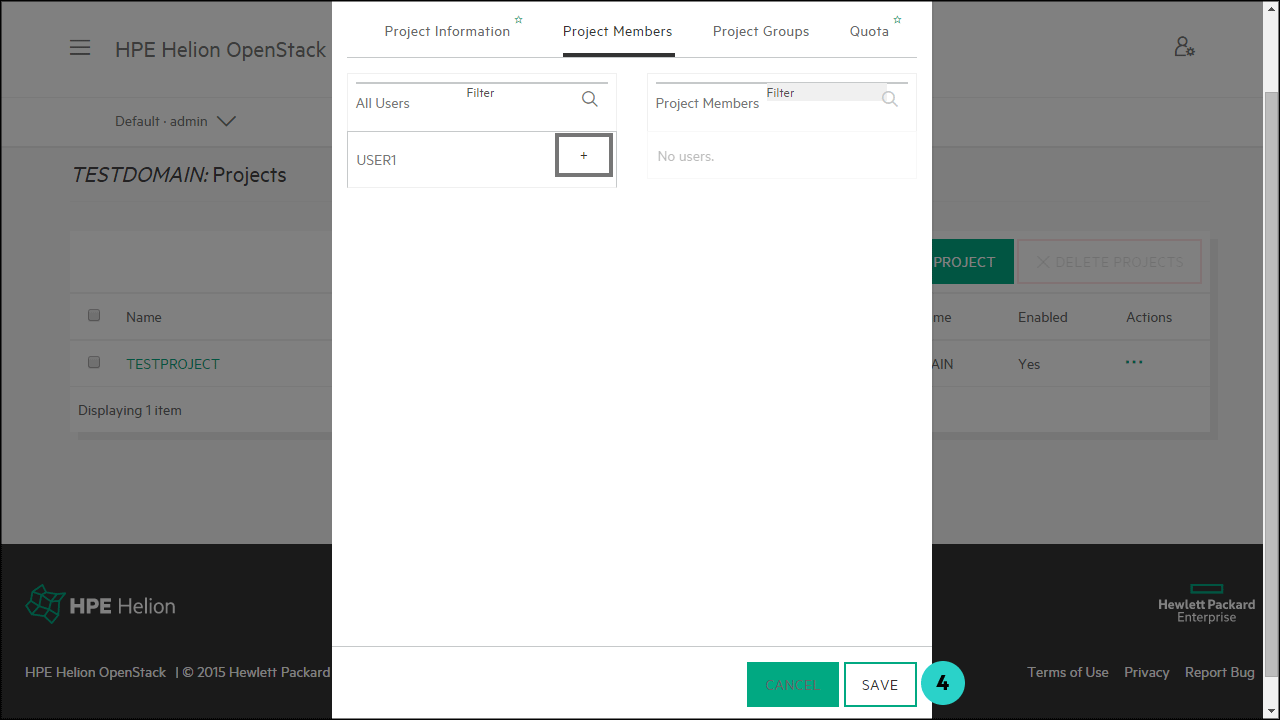 Project Information
Project Members
Project Groups
Quota
HPE Helion OpenStack
All Users
Filter
Project Members
Filter
Default · admin
USER1
+
No users.
TESTDOMAIN: Projects
PROJECT
DELETE PROJECTS
Name
me
Enabled
Actions
TESTPROJECT
AIN
Yes
Displaying 1 item
HPE Helion
Hewlett Packard
Enterprise
HPE Helion OpenStack | © 2015 Hewlett Packard
Terms of Use
Privacy
Report Bug
CANCEL
SAVE
4